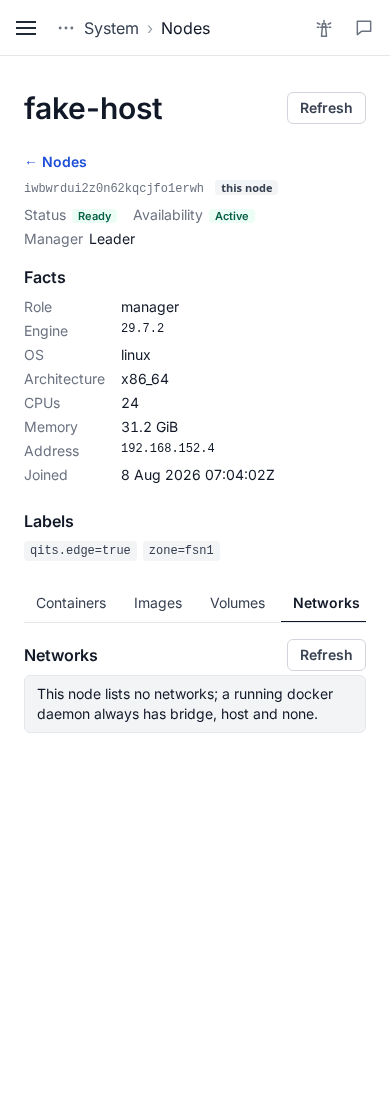 System › Nodes
fake-host
Refresh
← Nodes
iwbwrdui2z0n62kqcjfo1erwh this node
Status Ready Availability Active
Manager Leader
Facts
Role manager
Engine 29.7.2
OS linux
Architecture x86_64
CPUs 24
Memory 31.2 GiB
Address 192.168.152.4
Joined 8 Aug 2026 07:04:02Z
Labels
qits.edge=true zone=fsn1
Containers Images Volumes Networks
Networks Refresh
This node lists no networks; a running docker
daemon always has bridge, host and none.